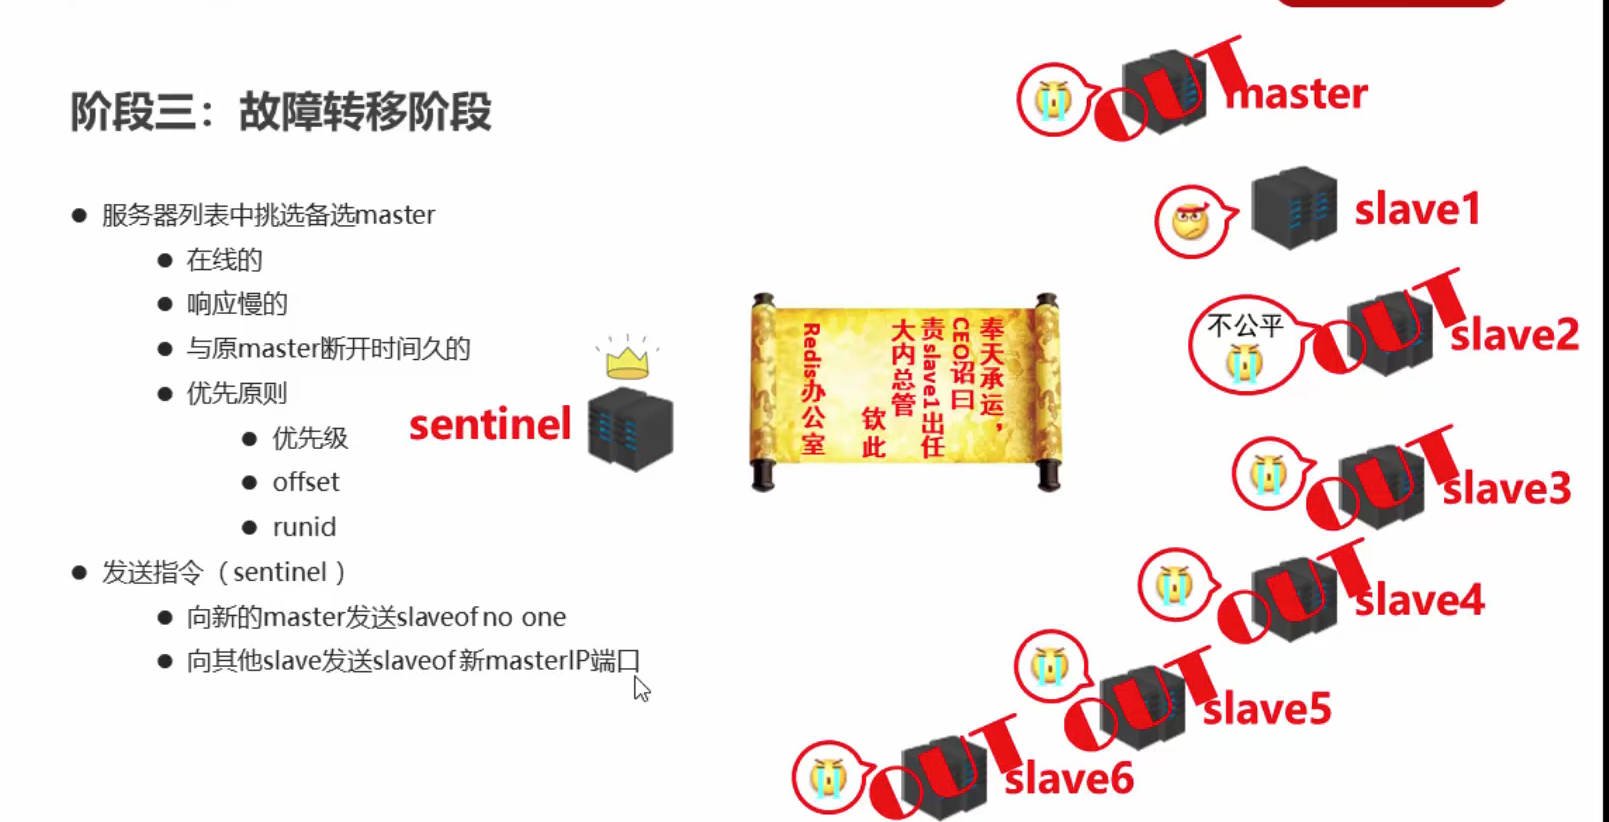 阶段三：故障转移阶段
● 服务器列表中挑选备选master
● 在线的
● 响应慢的
● 与原master断开时间久的
● 优先原则
● 优先级
● offset
● runid
● 发送指令（sentinel）
● 向新的master发送slaveof no one
● 向其他slave发送slaveof 新masterIP端口
sentinel
奉天承运，
CEO诏曰
责slave1出任
大内总管
钦此
Redis办公室
OUT
master
slave1
不公平
OUT
slave2
OUT
slave3
OUT
slave4
OUT
slave5
OUT
slave6